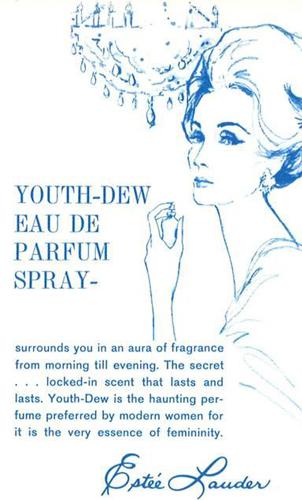 YOUTH-DEW
EAU DE
PARFUM
SPRAY-
surrounds you in an aura of fragrance
from morning till evening. The secret
. . . locked-in scent that lasts and
lasts. Youth-Dew is the haunting per-
fume preferred by modern women for
it is the very essence of femininity.
Estée Lauder